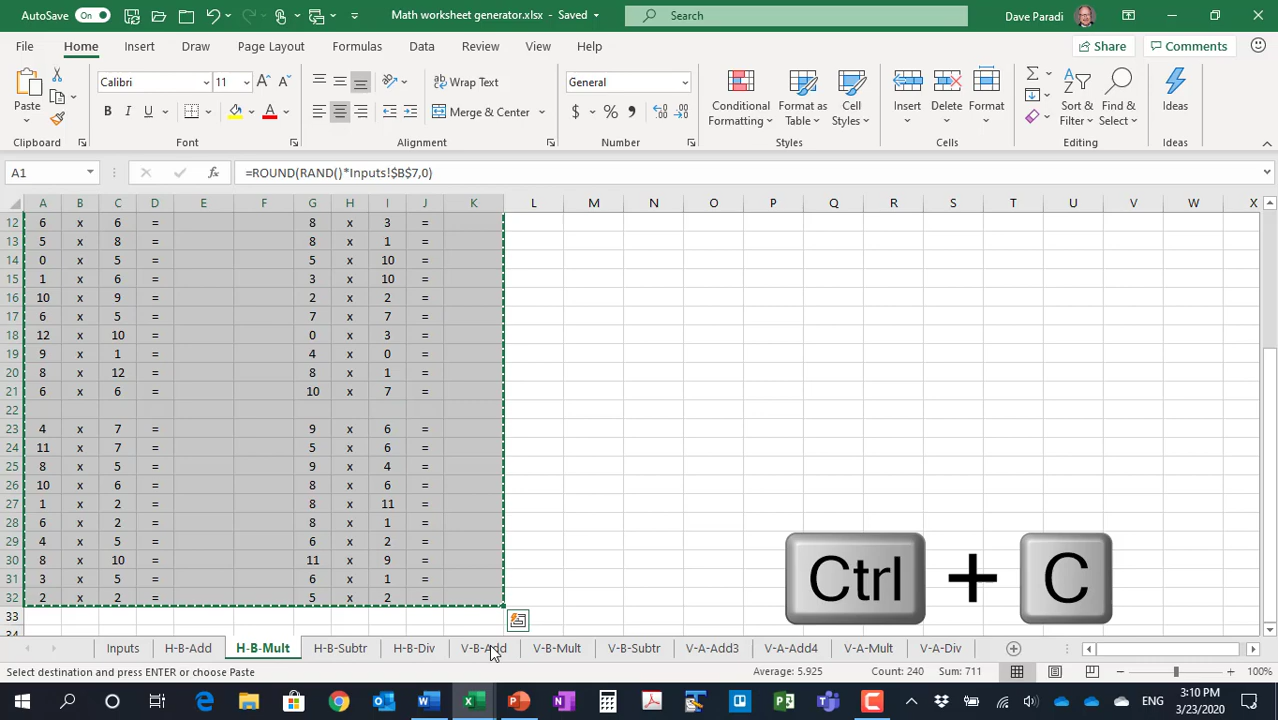 AutoSave On Math worksheet generator.xlsx - Saved Search Dave Paradi
File Home Insert Draw Page Layout Formulas Data Review View Help Share Comments
Paste Calibri 11 A A Wrap Text General Conditional Formatting Format as Table Cell Styles Insert Delete Format Sort & Filter Find & Select Ideas
B I U A Merge & Center $ % ,
Clipboard Font Alignment Number Styles Cells Editing Ideas
A1 fx =ROUND(RAND()*Inputs!$B$7,0)
A B C D E F G H I J K L M N O P Q R S T U V W X
12 6 x 6 = 8 x 3 =
13 5 x 8 = 8 x 1 =
14 0 x 5 = 5 x 10 =
15 1 x 6 = 3 x 10 =
16 10 x 9 = 2 x 2 =
17 6 x 5 = 7 x 7 =
18 12 x 10 = 0 x 3 =
19 9 x 1 = 4 x 0 =
20 8 x 12 = 8 x 1 =
21 6 x 6 = 10 x 7 =
22
23 4 x 7 = 9 x 6 =
24 11 x 7 = 5 x 6 =
25 8 x 5 = 9 x 4 =
26 10 x 6 = 8 x 6 =
27 1 x 2 = 8 x 11 =
28 6 x 2 = 8 x 1 =
29 4 x 5 = 6 x 2 =
30 8 x 10 = 11 x 9 =
31 3 x 5 = 6 x 1 =
32 2 x 2 = 5 x 2 =
33
34
Ctrl + C
Inputs H-B-Add H-B-Mult H-B-Subtr H-B-Div V-B-Add V-B-Mult V-B-Subtr V-A-Add3 V-A-Add4 V-A-Mult V-A-Div
Select destination and press ENTER or choose Paste Average: 5.925 Count: 240 Sum: 711 100%
ENG 3:10 PM
3/23/2020